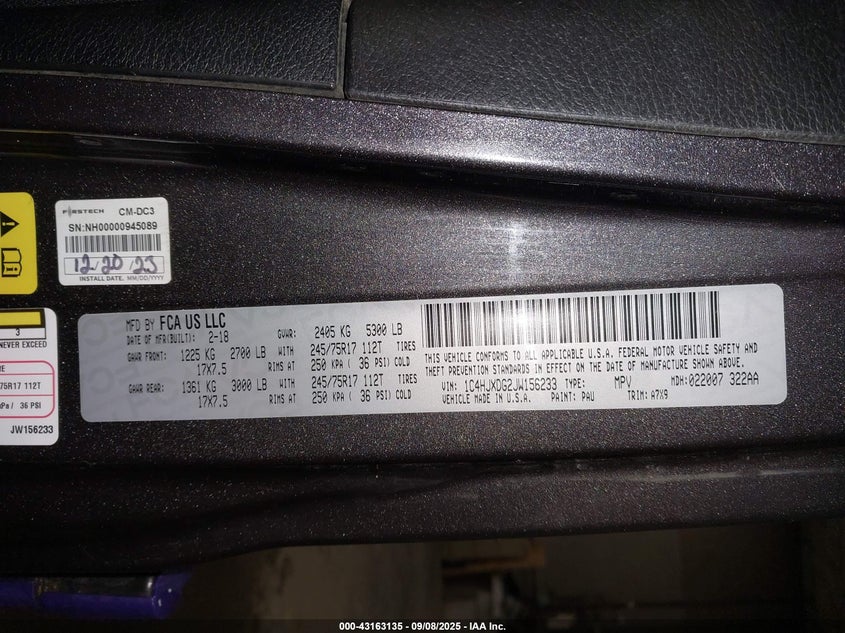 FIRSTECH CM-DC3
SN:NH00000945089
12/20/23
INSTALL DATE. MM/DD/YYYY
3
NEVER EXCEED
75R17 112T
kPa / 36 PSI
JW156233
MFD BY FCA US LLC
DATE OF MFR(BUILT): 2-18 GVWR: 2405 KG 5300 LB
GAWR FRONT: 1225 KG 2700 LB WITH 245/75R17 112T TIRES
17X7.5 RIMS AT 250 KPA ( 36 PSI) COLD
GAWR REAR: 1361 KG 3000 LB WITH 245/75R17 112T TIRES
17X7.5 RIMS AT 250 KPA ( 36 PSI) COLD
THIS VEHICLE CONFORMS TO ALL APPLICABLE U.S.A. FEDERAL MOTOR VEHICLE SAFETY AND
THEFT PREVENTION STANDARDS IN EFFECT ON THE DATE OF MANUFACTURE SHOWN ABOVE.
VIN: 1C4HJXDG2JW156233 TYPE: MPV MDH:022007 322AA
VEHICLE MADE IN U.S.A. PAINT: PAU TRIM: A7X9
000-43163135 - 09/08/2025 - IAA Inc.